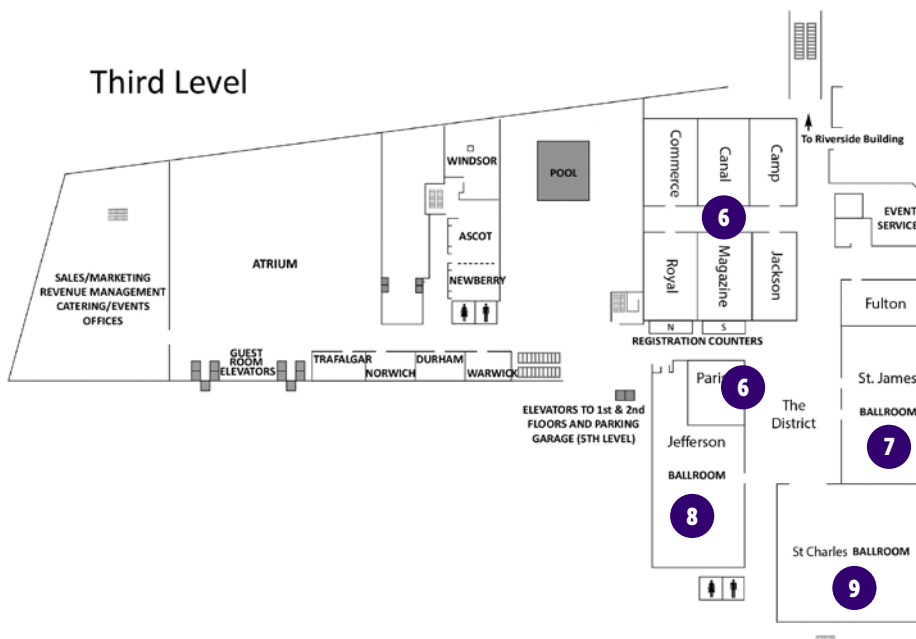 Third Level
To Riverside Building
WINDSOR
POOL
Commerce
Canal
Camp
6
EVENT
SERVICE
ASCOT
ATRIUM
NEWBERRY
SALES/MARKETING
REVENUE MANAGEMENT
CATERING/EVENTS
OFFICES
Royal
Magazine
Jackson
Fulton
N
S
REGISTRATION COUNTERS
GUEST
ROOM
ELEVATORS
TRAFALGAR
NORWICH
DURHAM
WARWICK
6
St. James
BALLROOM
7
The
District
ELEVATORS TO 1st & 2nd
FLOORS AND PARKING
GARAGE (5TH LEVEL)
Jefferson
BALLROOM
8
St Charles BALLROOM
9